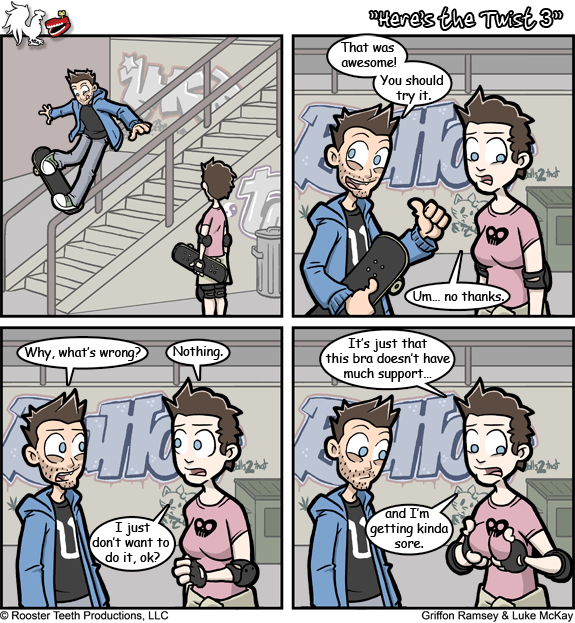 "Here's the Twist 3"
That was
awesome!
You should
try it.
Um... no thanks.
Why, what's wrong?
Nothing.
I just
don't want to
do it, ok?
It's just that
this bra doesn't have
much support...
and I'm
getting kinda
sore.
© Rooster Teeth Productions, LLC
Griffon Ramsey & Luke McKay